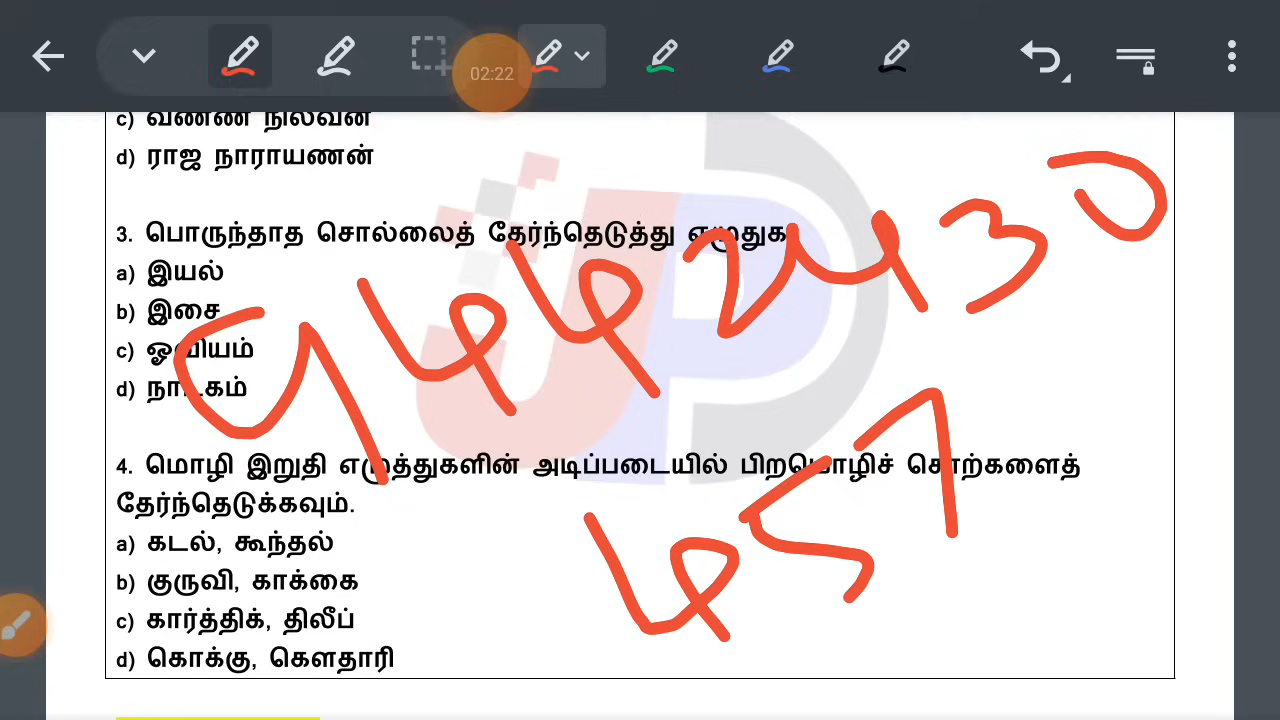 02:22
c) வண்ண நிலவன்
d) ராஜ நாராயணன்
3. பொருந்தாத சொல்லைத் தேர்ந்தெடுத்து எழுதுக
a) இயல்
b) இசை
c) ஓவியம்
d) நாடகம்
9442430
457
4. மொழி இறுதி எழுத்துகளின் அடிப்படையில் பிறமொழிச் சொற்களைத்
தேர்ந்தெடுக்கவும்.
a) கடல், கூந்தல்
b) குருவி, காக்கை
c) கார்த்திக், திலீப்
d) கொக்கு, கௌதாரி